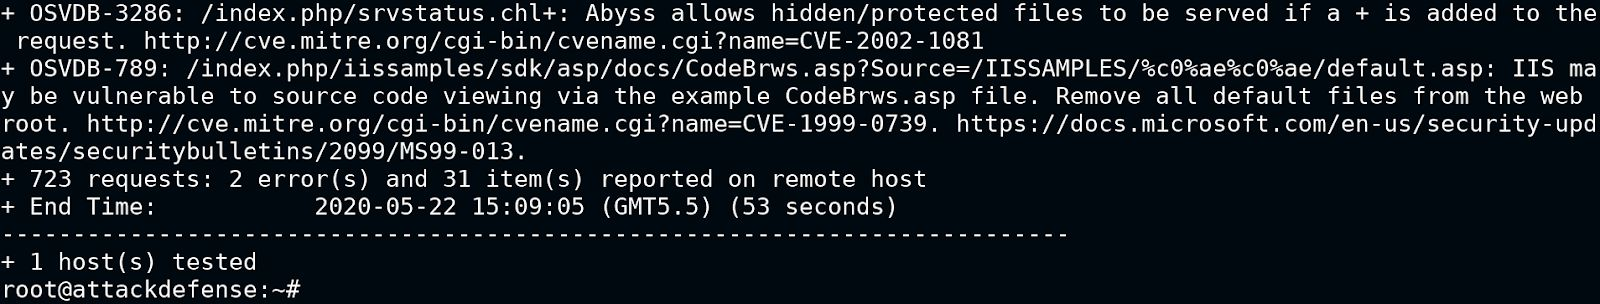 + OSVDB-3286: /index.php/srvstatus.chl+: Abyss allows hidden/protected files to be served if a + is added to the
 request. http://cve.mitre.org/cgi-bin/cvename.cgi?name=CVE-2002-1081
+ OSVDB-789: /index.php/iissamples/sdk/asp/docs/CodeBrws.asp?Source=/IISSAMPLES/%c0%ae%c0%ae/default.asp: IIS ma
y be vulnerable to source code viewing via the example CodeBrws.asp file. Remove all default files from the web
root. http://cve.mitre.org/cgi-bin/cvename.cgi?name=CVE-1999-0739. https://docs.microsoft.com/en-us/security-upd
ates/securitybulletins/2099/MS99-013.
+ 723 requests: 2 error(s) and 31 item(s) reported on remote host
+ End Time:           2020-05-22 15:09:05 (GMT5.5) (53 seconds)
---------------------------------------------------------------------------
+ 1 host(s) tested
root@attackdefense:~#